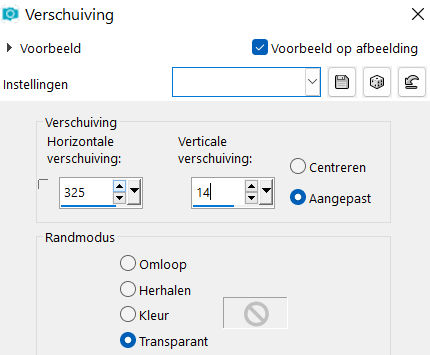 Verschuiving
Voorbeeld
Voorbeeld op afbeelding
Instellingen
Verschuiving
Horizontale verschuiving:
Verticale verschuiving:
325
14
Centreren
Aangepast
Randmodus
Omloop
Herhalen
Kleur
Transparant